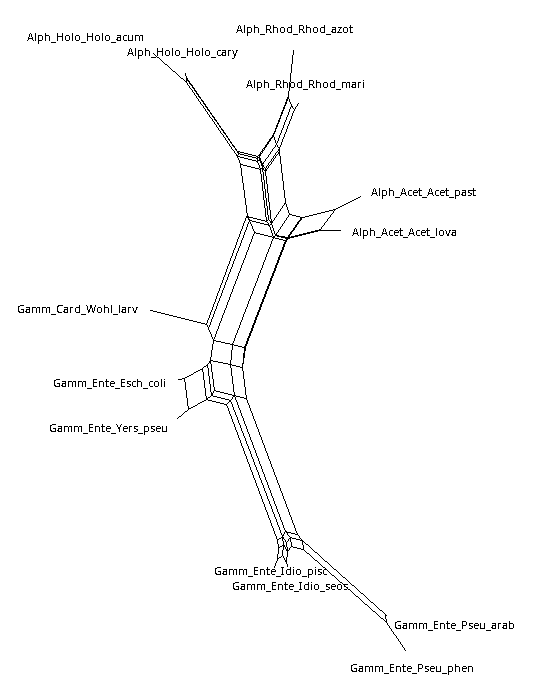 Alph_Rhod_Rhod_azot
Alph_Holo_Holo_acum
Alph_Holo_Holo_cary
Alph_Rhod_Rhod_mari
Alph_Acet_Acet_past
Alph_Acet_Acet_lova
Gamm_Card_Wohl_larv
Gamm_Ente_Esch_coli
Gamm_Ente_Yers_pseu
Gamm_Ente_Idio_pisc
Gamm_Ente_Idio_seos
Gamm_Ente_Pseu_arab
Gamm_Ente_Pseu_phen